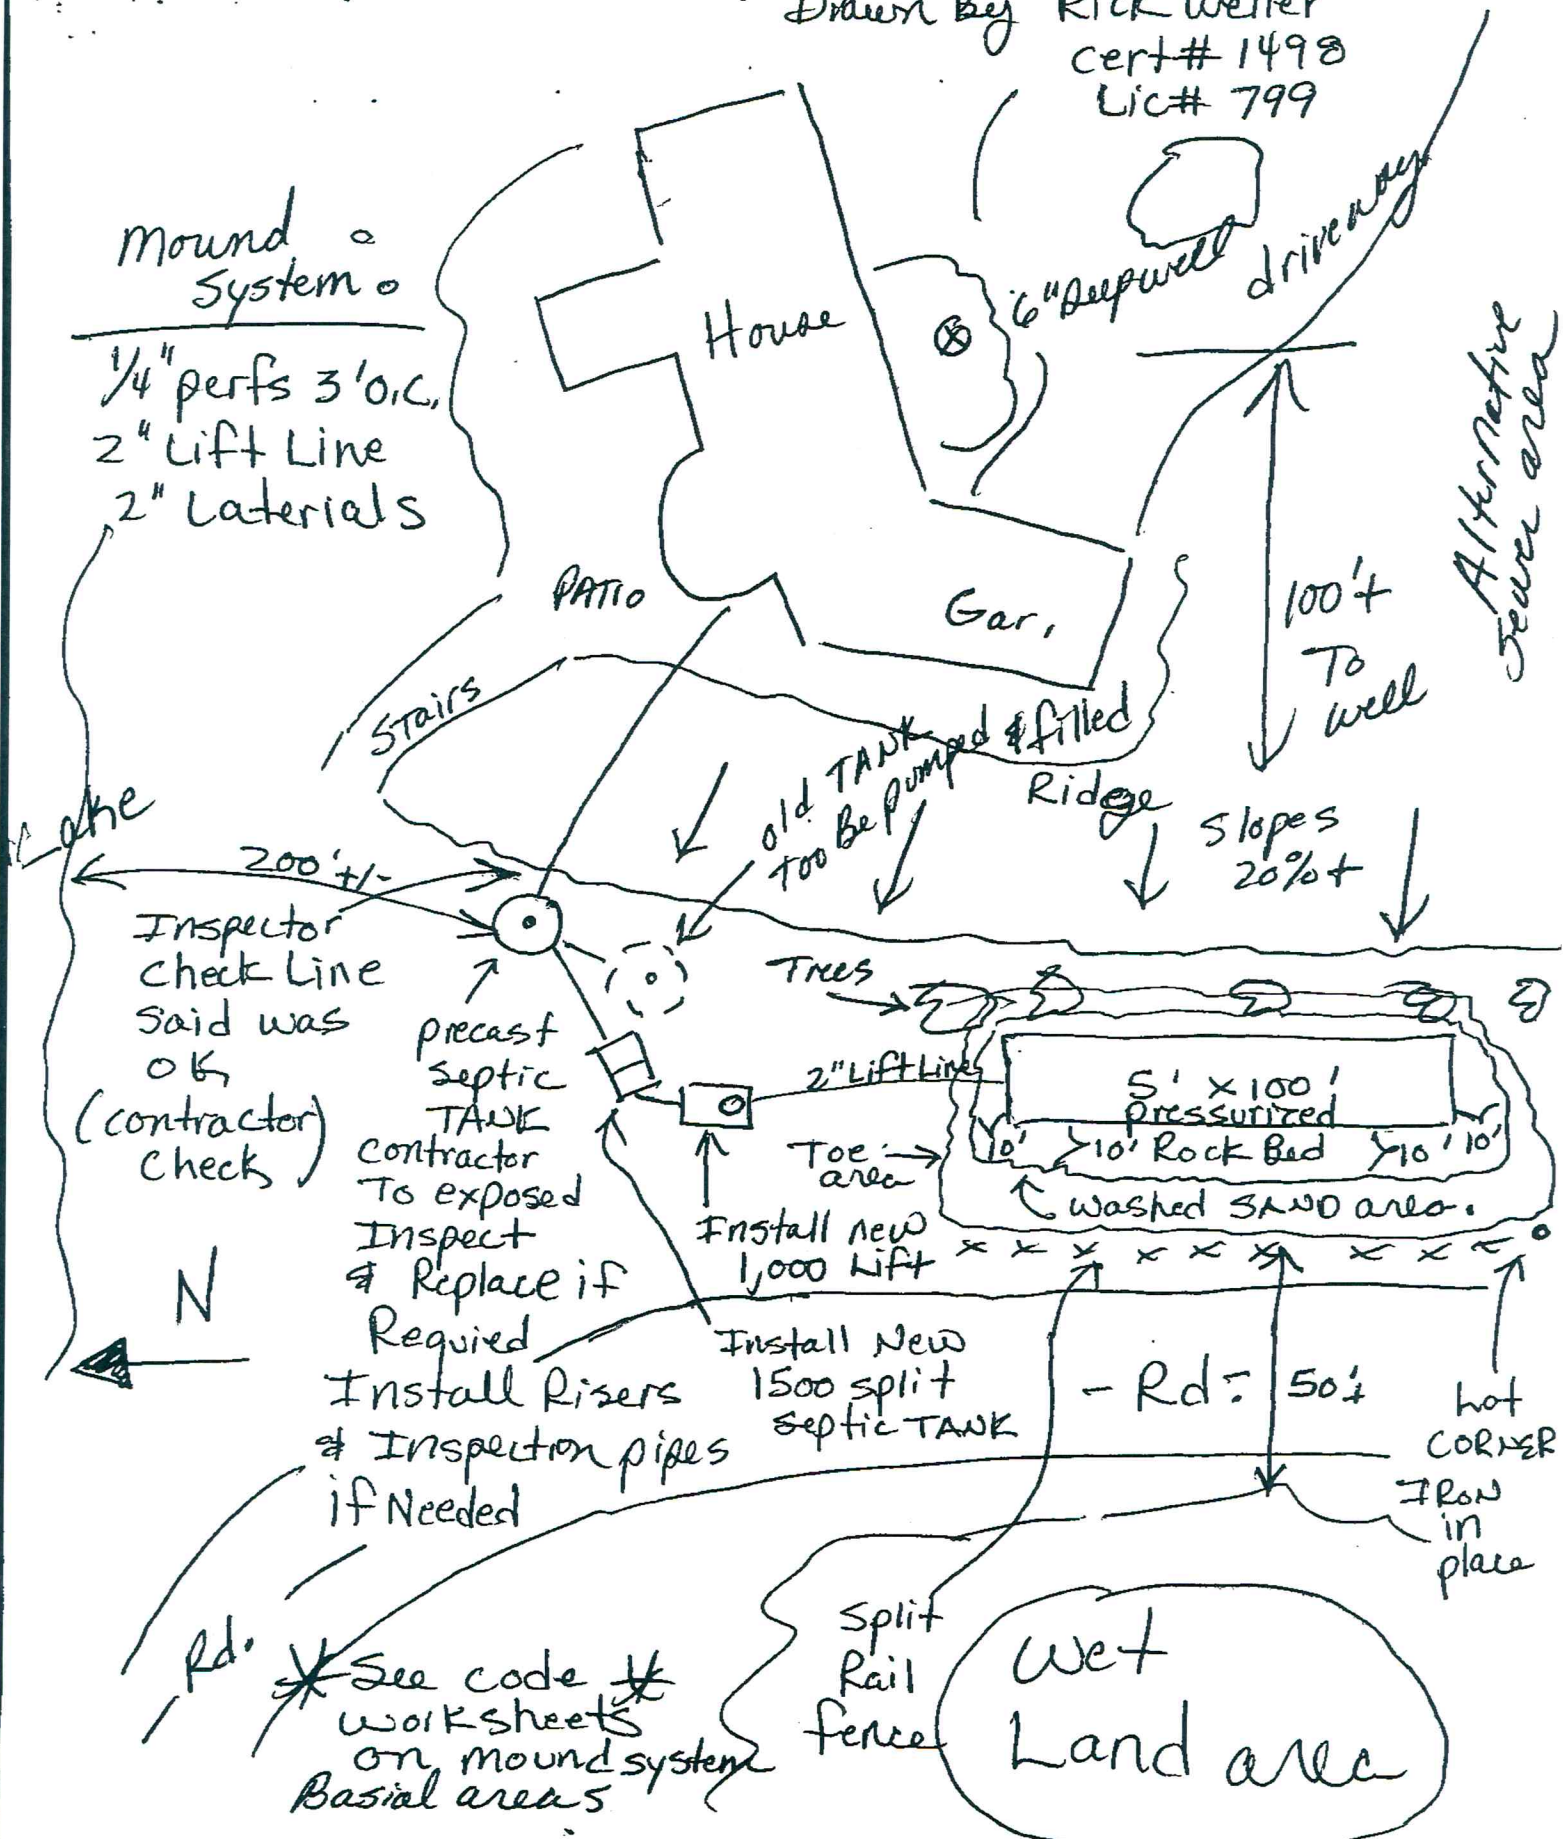 Drawn By Rick Weller
Cert# 1498
Lic# 799
Mound
System
1/4" perfs 3' O.C.
2" Lift Line
2" Laterials
House
6" Deepwell
driveway
Alternative
Sewer area
100'+
To
well
PATIO
Gar.
Stairs
old TANK
too Be pumped & filled
Ridge
Slopes
20%+
Lake
200'+/-
Inspector
Check Line
Said was
OK
(contractor)
Check
precast
Septic
TANK
contractor
To exposed
Inspect
& Replace if
Requied
Install Risers
& Inspection pipes
if Needed
Trees
2" Lift Line
5' x 100'
pressurized
10' 10' Rock Bed 10' 10'
Toe
area
washed SAND area.
Install new
1,000 Lift
Install New
1500 split
Septic TANK
N
- Rd -
50'±
Lot
CORNER
IRON
in
place
Rd.
* See code *
worksheets
on mound system
Basial areas
Split
Rail
fence
Wet
Land area